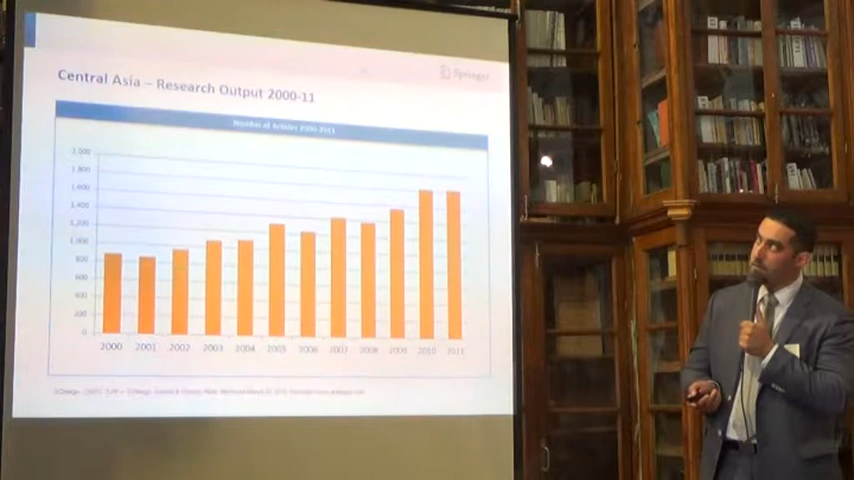 Springer
Central Asia – Research Output 2000-11
Number of Articles 2000-2011
2,000
1,800
1,600
1,400
1,200
1,000
800
600
400
200
0
2000 2001 2002 2003 2004 2005 2006 2007 2008 2009 2010 2011